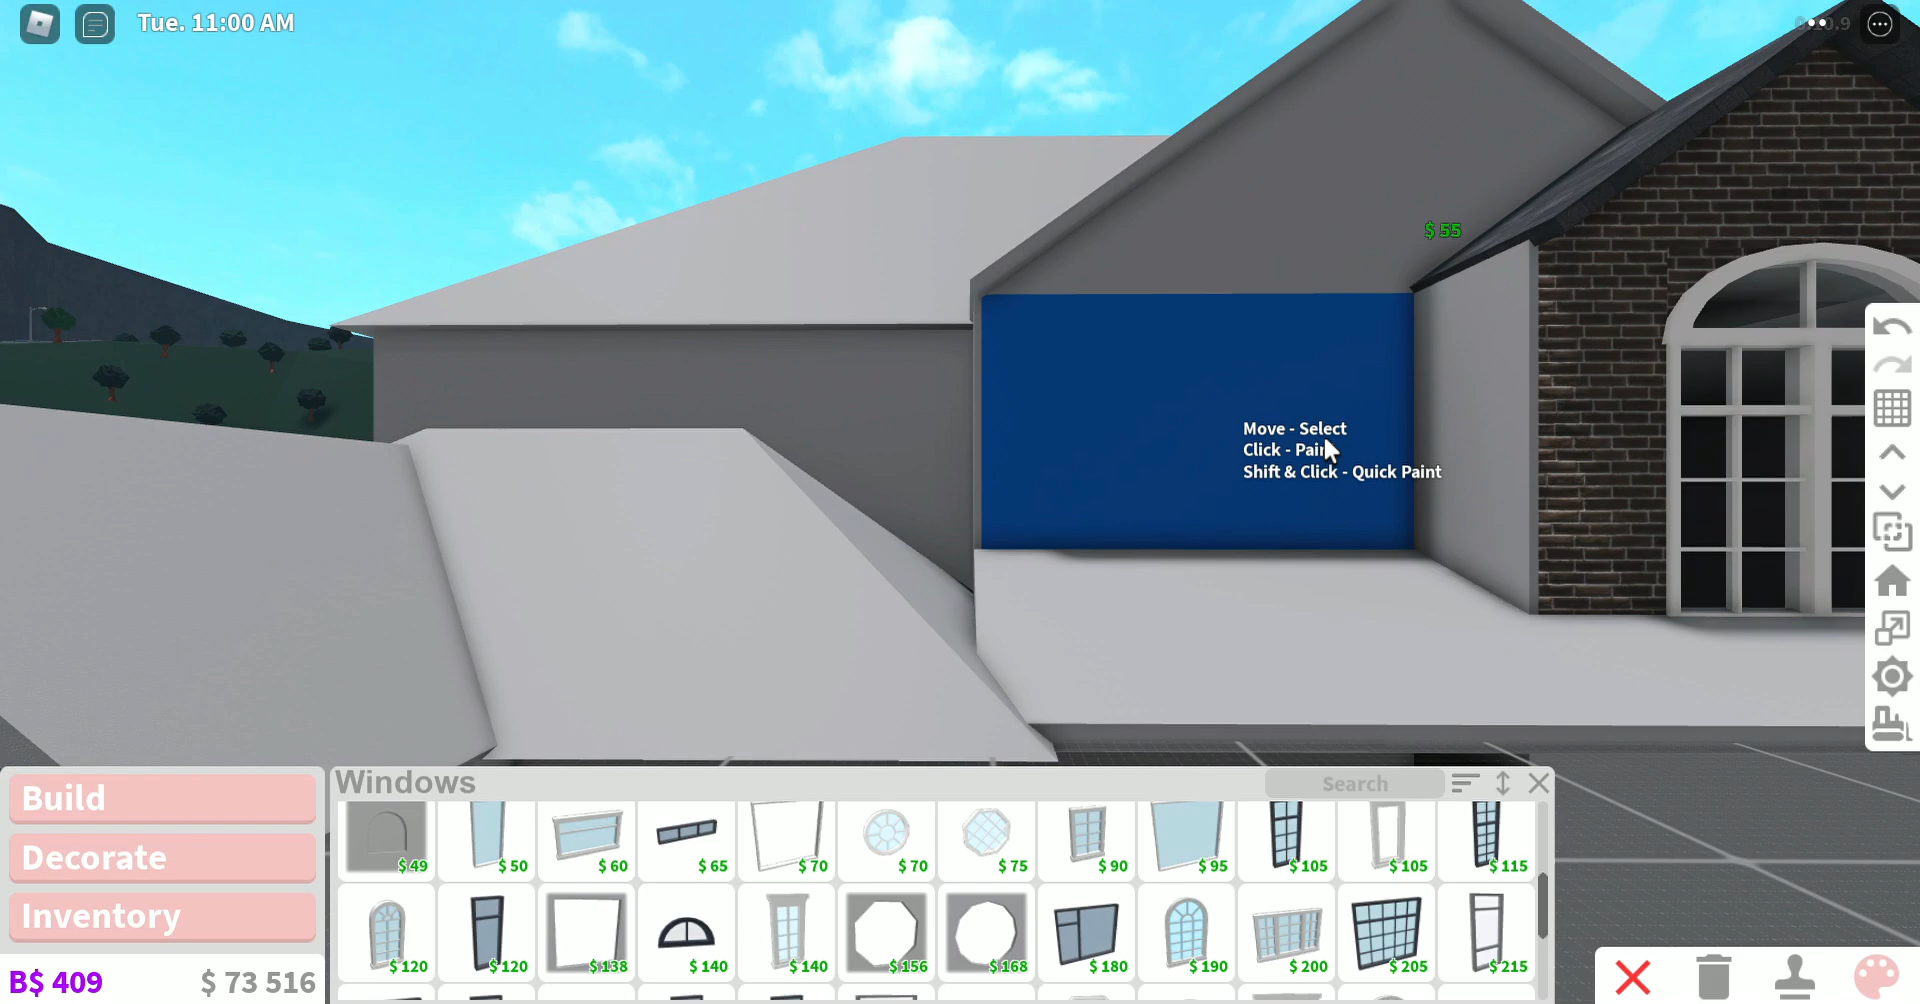 Tue. 11:00 AM
$ 55
Move - Select
Click - Pain
Shift & Click - Quick Paint
Windows
Search
Build
Decorate
Inventory
B$ 409
$ 73 516
$ 49
$ 50
$ 60
$ 65
$ 70
$ 70
$ 75
$ 90
$ 95
$ 105
$ 105
$ 115
$ 120
$ 120
$ 138
$ 140
$ 140
$ 156
$ 168
$ 180
$ 190
$ 200
$ 205
$ 215